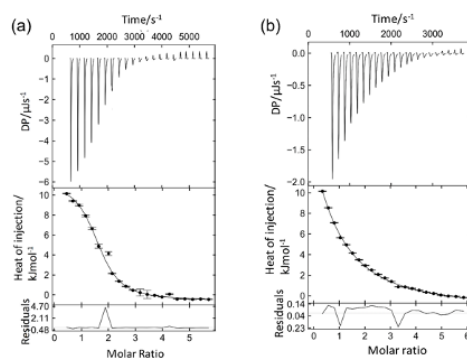 (a)
Time/s-1
0 1000 2000 3000 4000 5000
DP/μJs-1
0
-1
-2
-3
-4
-5
-6
Heat of injection/
kJmol-1
10
8
6
4
2
0
Residuals
4.70
2.11
0.48
0 1 2 3 4 5
Molar Ratio
(b)
Time/s-1
0 1000 2000 3000
DP/μJs-1
0.0
-0.5
-1.0
-1.5
-2.0
Heat of injection/
kJmol-1
10
8
6
4
2
0
Residuals
0.14
0.04
0.23
0 1 2 3 4 5
Molar Ratio